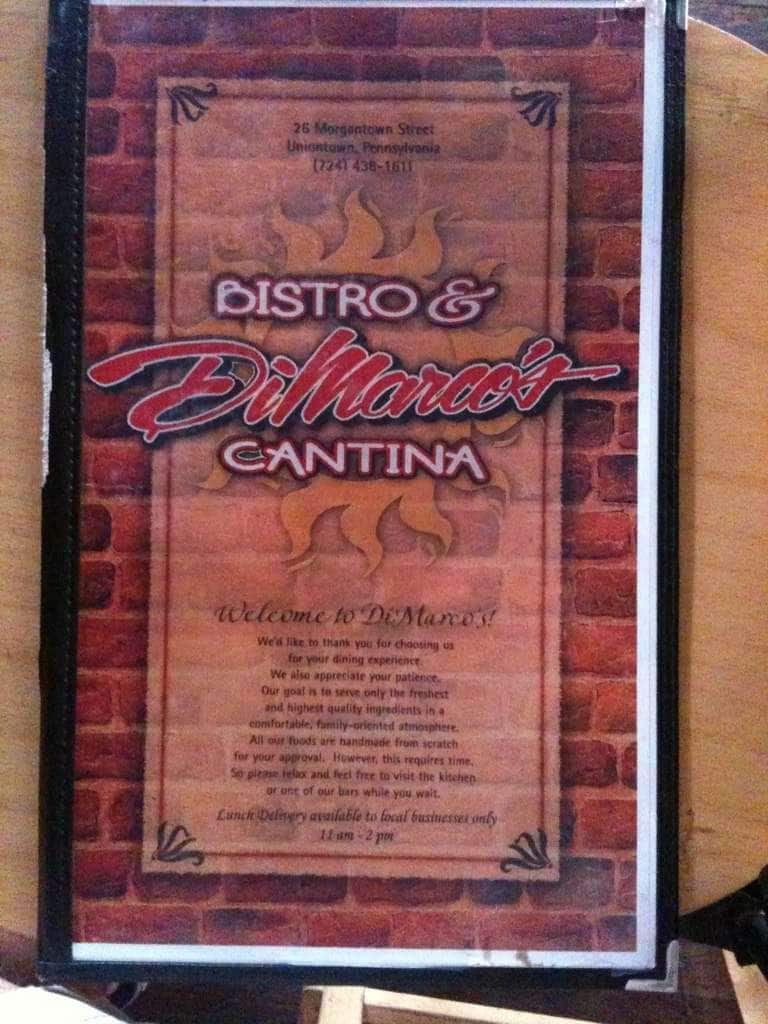 26 Morgantown Street
Uniontown, Pennsylvania
(724) 438-1611
BISTRO &
DiMarco's
CANTINA
Welcome to DiMarco's!
We'd like to thank you for choosing us
for your dining experience.
We also appreciate your patience.
Our goal is to serve only the freshest
and highest quality ingredients in a
comfortable, family-oriented atmosphere.
All our foods are handmade from scratch
for your approval. However, this requires time.
So please relax and feel free to visit the kitchen
or one of our bars while you wait.
Lunch Delivery available to local businesses only
11 am - 2 pm